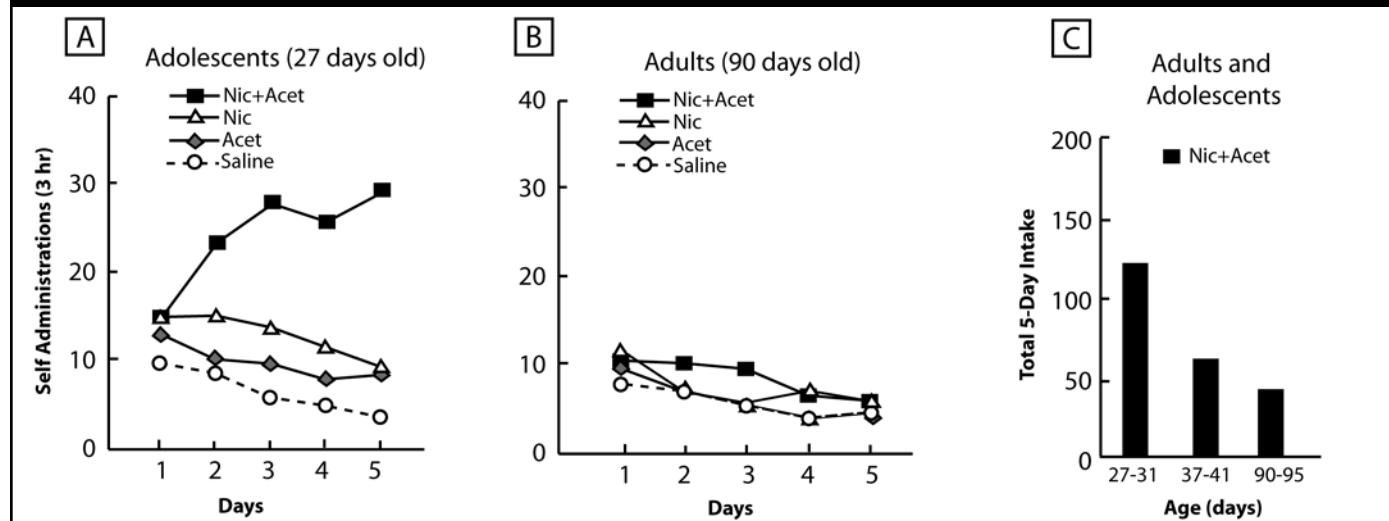 A
Adolescents (27 days old)
Nic+Acet
Nic
Acet
Saline
40
30
20
10
0
Self Administrations (3 hr)
1 2 3 4 5
Days
B
Adults (90 days old)
Nic+Acet
Nic
Acet
Saline
40
30
20
10
0
1 2 3 4 5
Days
C
Adults and
Adolescents
Nic+Acet
200
150
100
50
0
Total 5-Day Intake
27-31 37-41 90-95
Age (days)